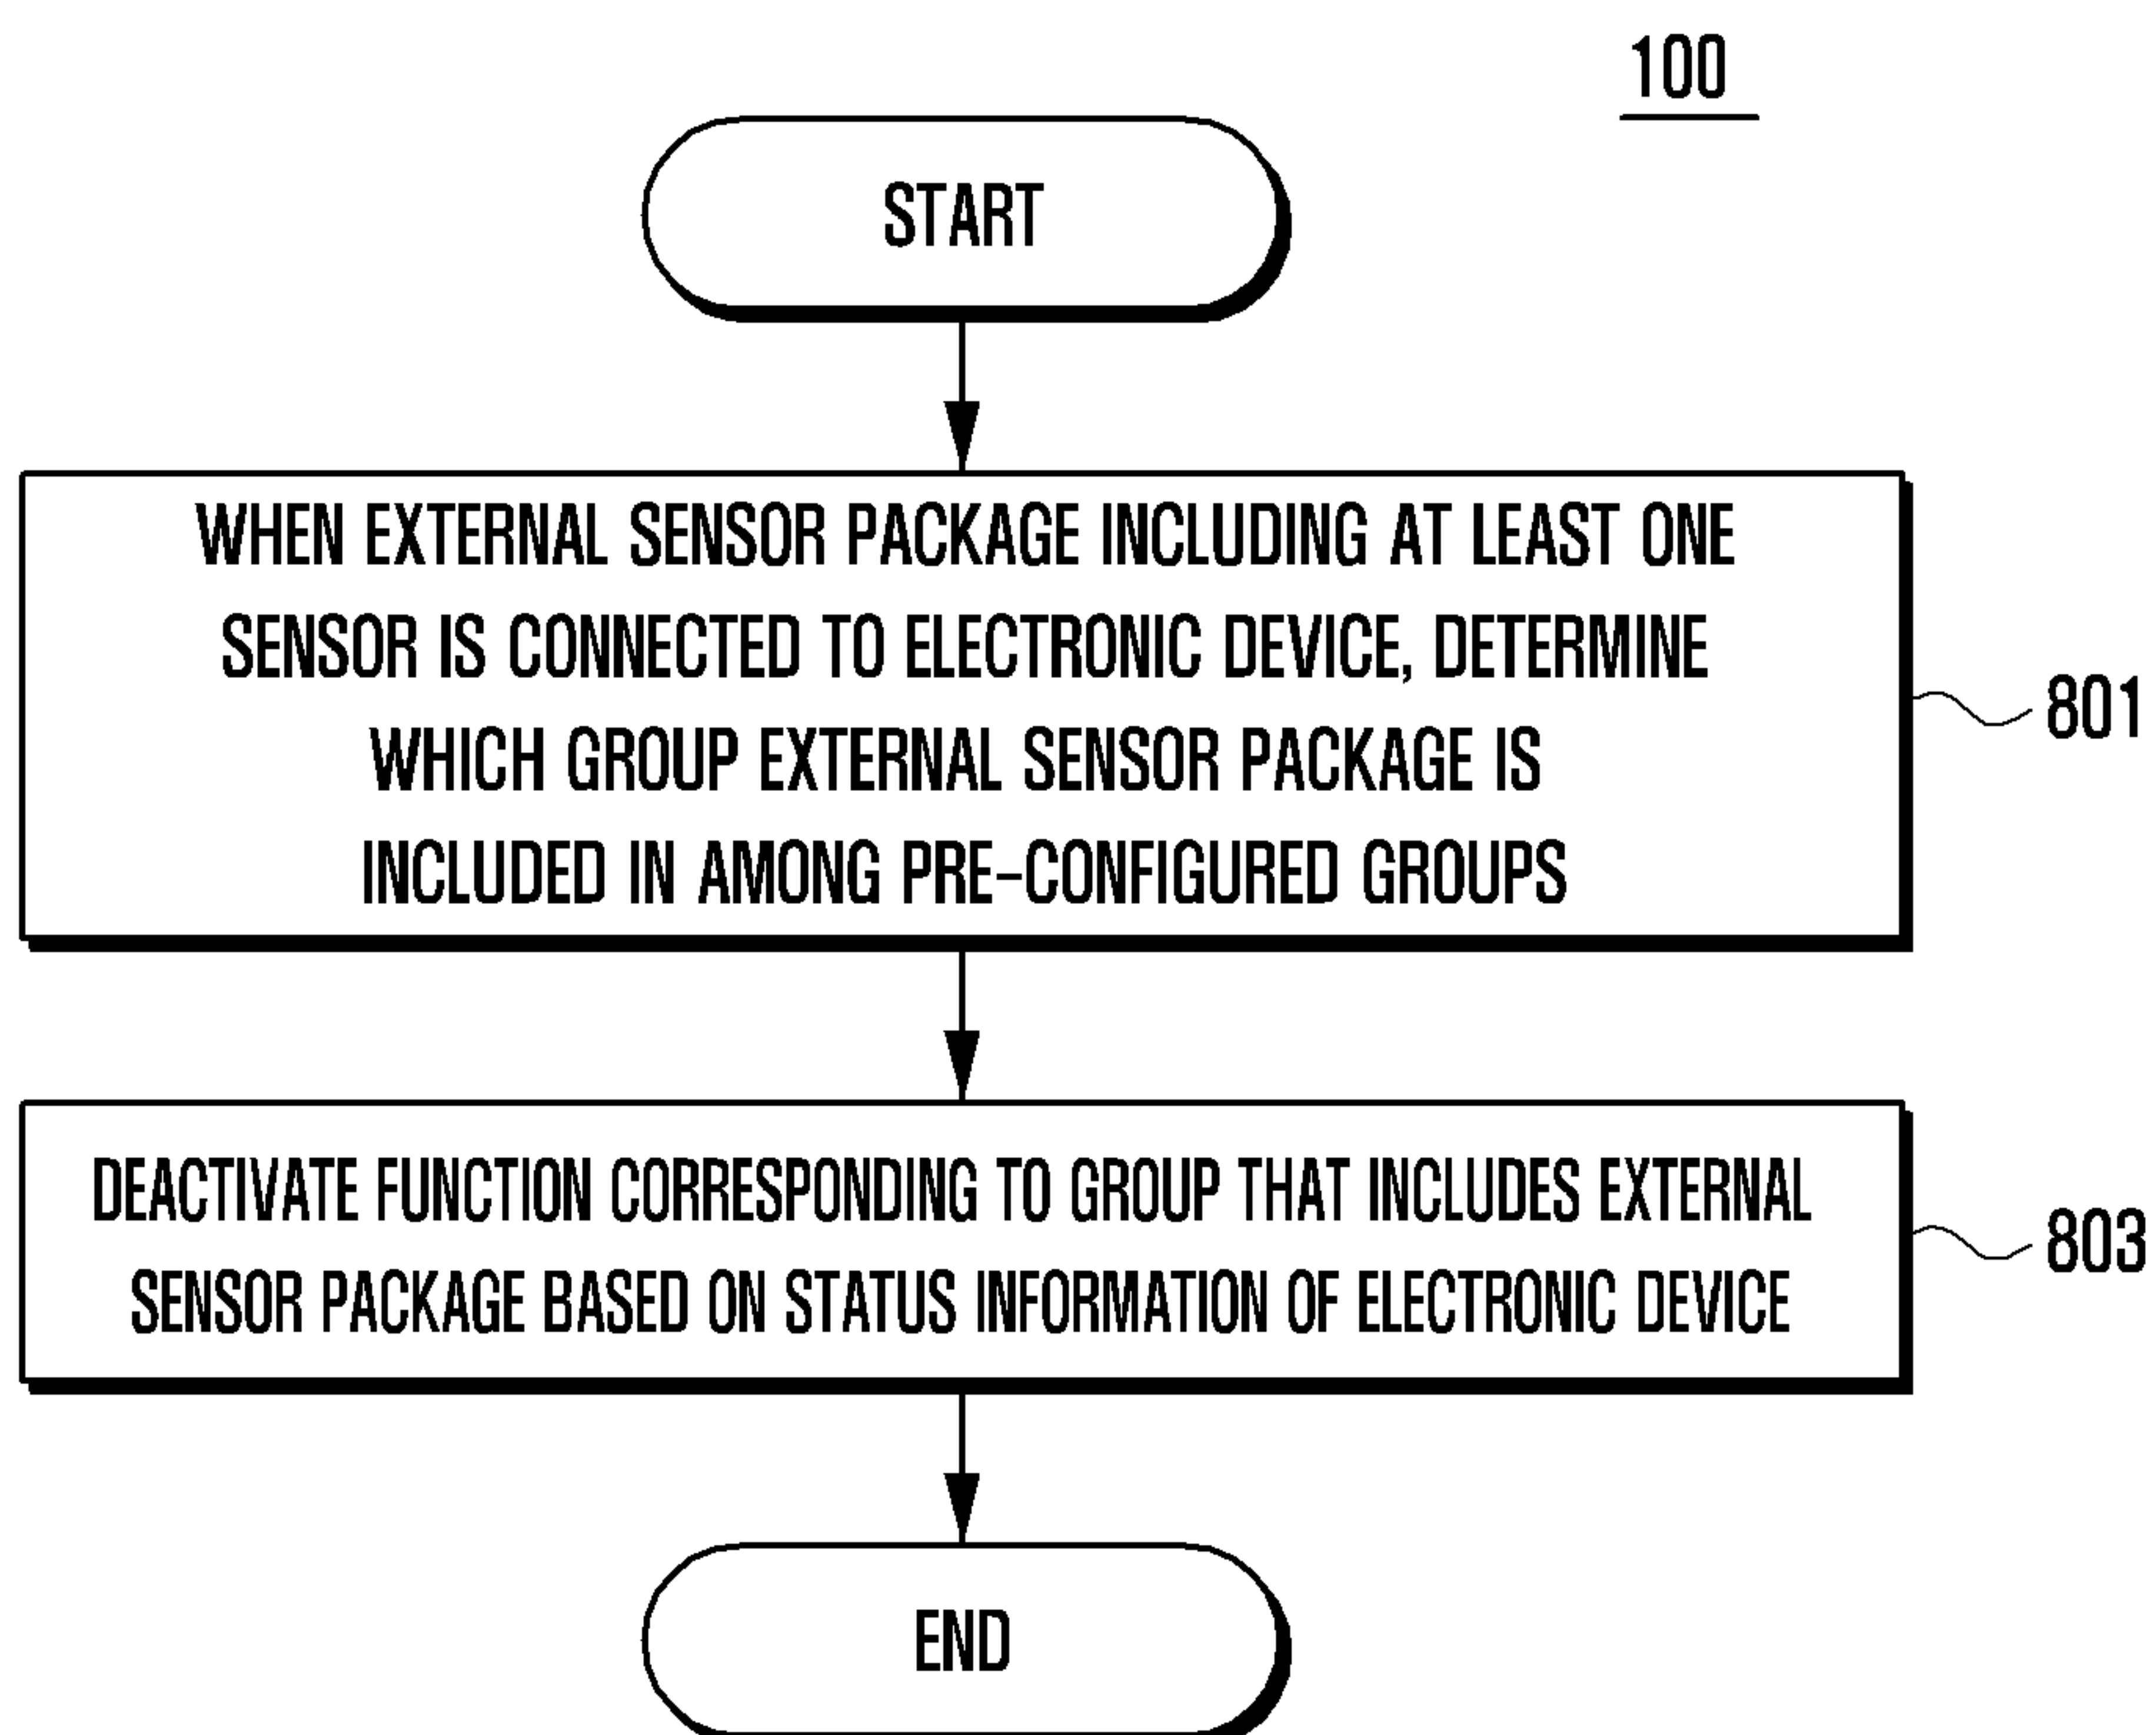 100
START
WHEN EXTERNAL SENSOR PACKAGE INCLUDING AT LEAST ONE
SENSOR IS CONNECTED TO ELECTRONIC DEVICE, DETERMINE
WHICH GROUP EXTERNAL SENSOR PACKAGE IS
INCLUDED IN AMONG PRE-CONFIGURED GROUPS
801
DEACTIVATE FUNCTION CORRESPONDING TO GROUP THAT INCLUDES EXTERNAL
SENSOR PACKAGE BASED ON STATUS INFORMATION OF ELECTRONIC DEVICE
803
END